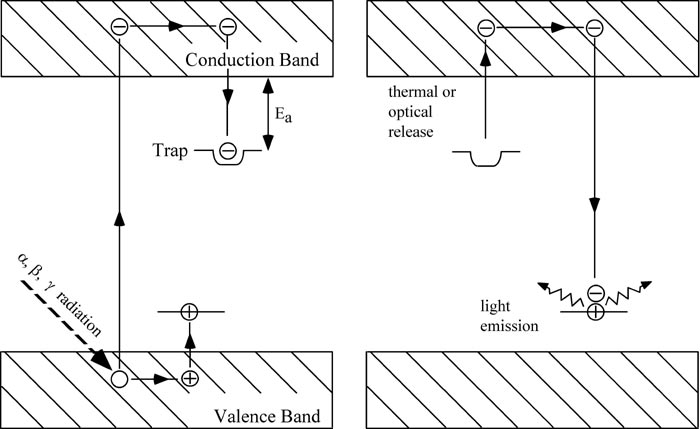 Conduction Band
Eₐ
Trap
α, β, γ radiation
Valence Band
thermal or
optical
release
light
emission